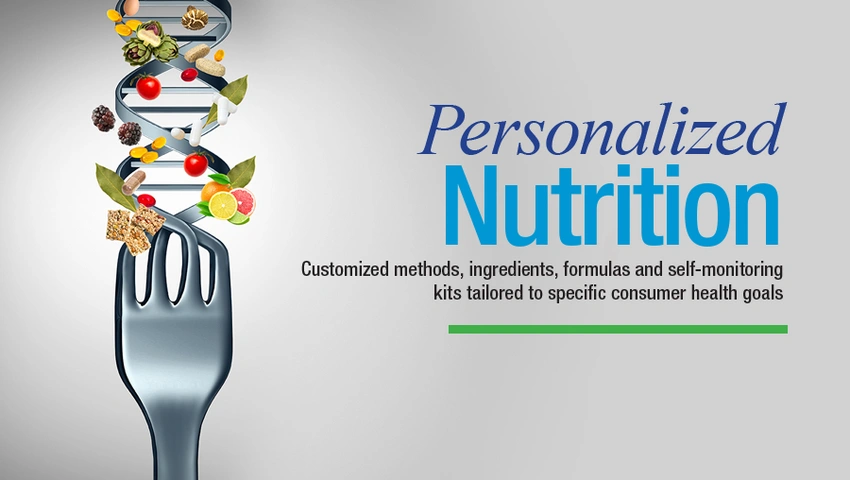 Personalized
Nutrition
Customized methods, ingredients, formulas and self-monitoring
kits tailored to specific consumer health goals